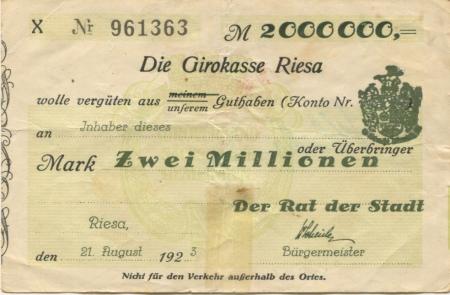 X Nr 961363 M 2000000,=
Die Girokasse Riesa
wolle vergüten aus meinem
unserem Guthaben (Konto Nr.
an Inhaber dieses oder Überbringer
Mark Zwei Millionen
Der Rat der Stadt
Riesa,
den 21. August 1923 Bürgermeister
Nicht für den Verkehr außerhalb des Ortes.